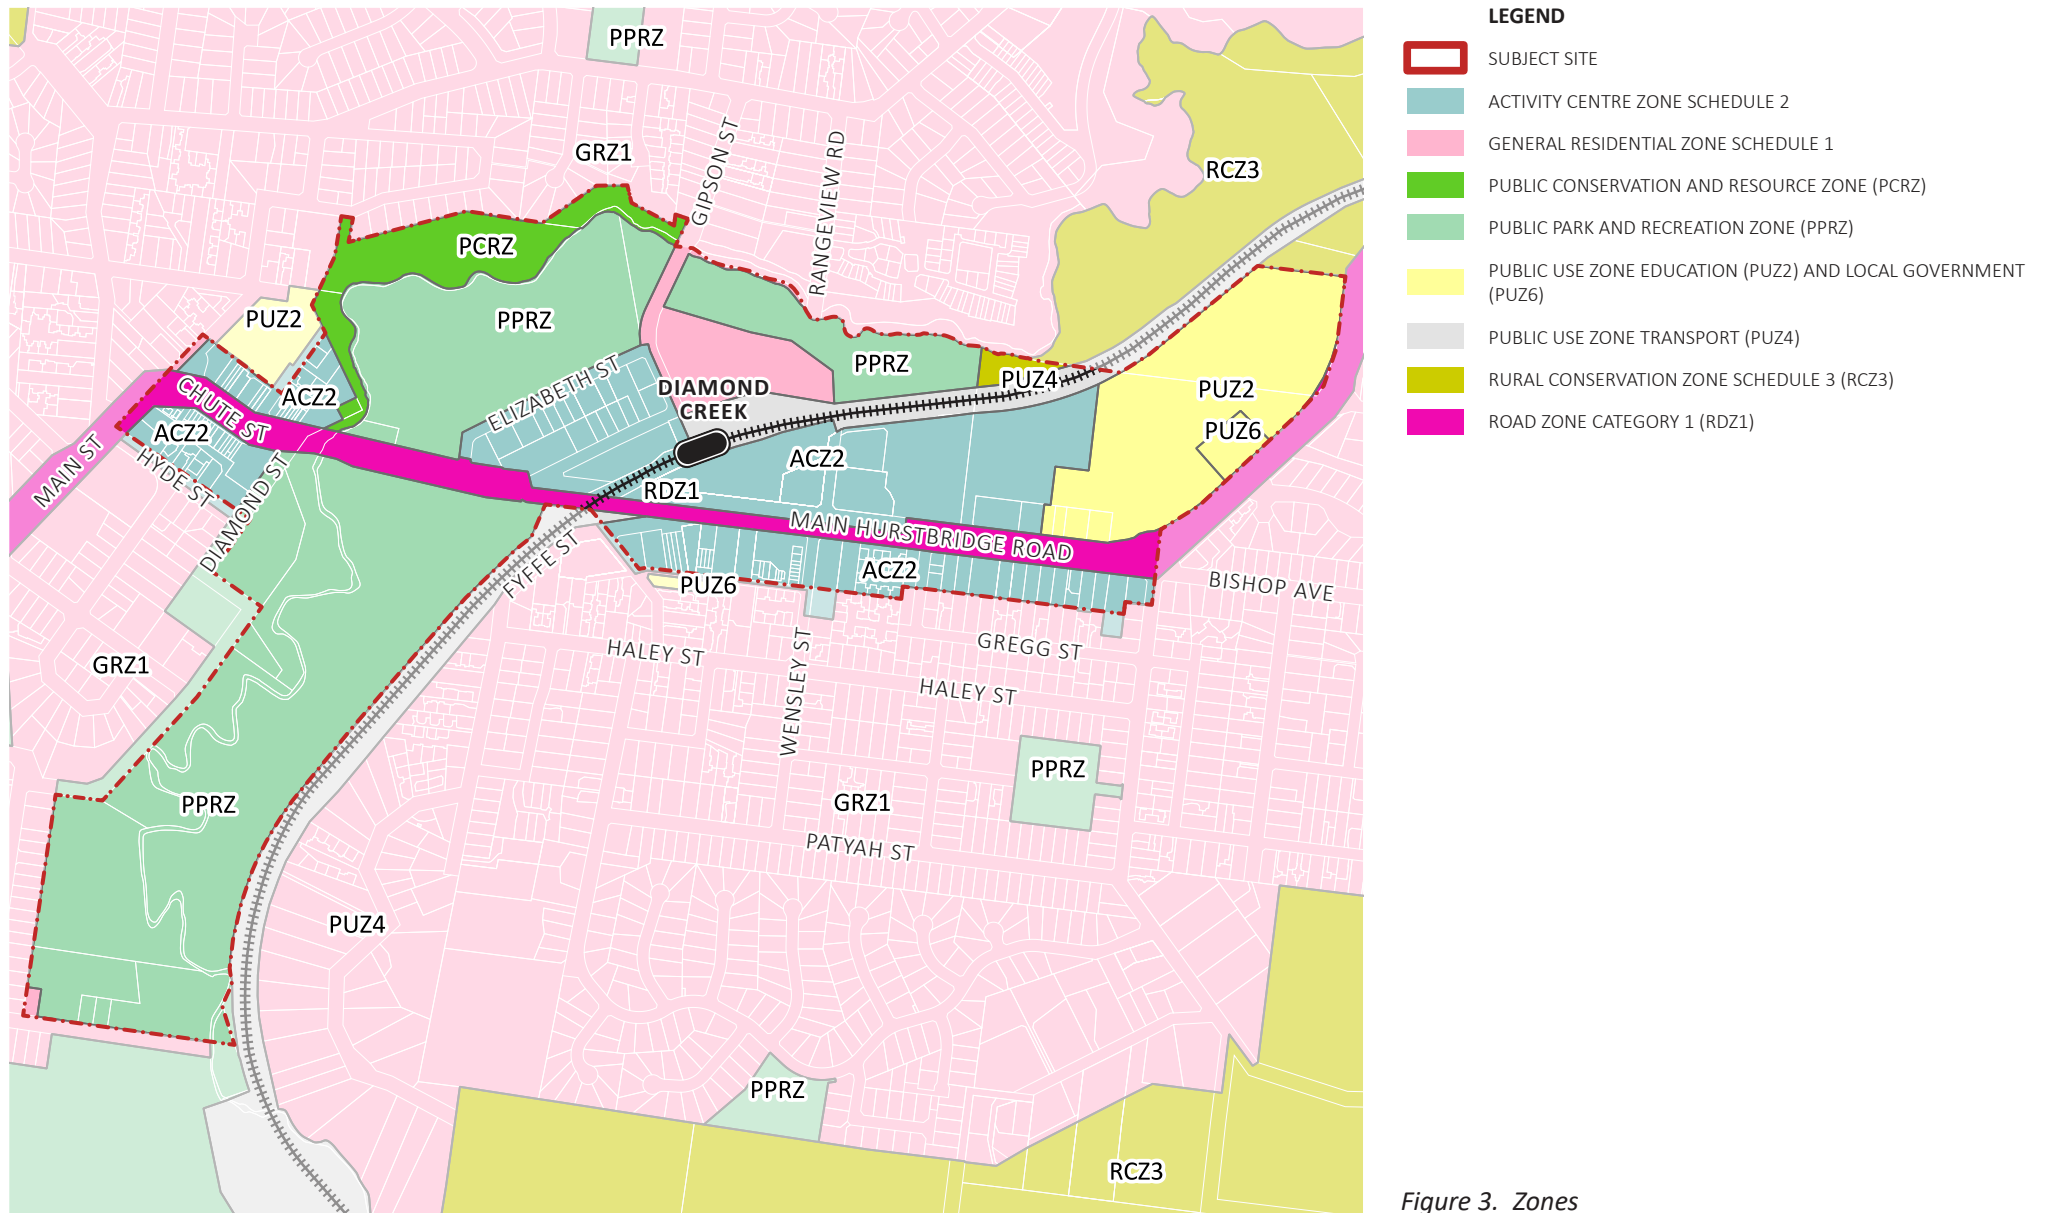 PPRZ
GRZ1
GIPSON ST
RANGEVIEW RD
RCZ3
PCRZ
PUZ2
PPRZ
ELIZABETH ST
DIAMOND
CREEK
PPRZ
PUZ4
PUZ2
PUZ6
CHUTE ST
ACZ2
ACZ2
HYDE ST
MAIN ST
DIAMOND ST
ACZ2
RDZ1
MAIN HURSTBRIDGE ROAD
FYFFE ST
PUZ6
ACZ2
BISHOP AVE
GRZ1
HALEY ST
WENSLEY ST
GREGG ST
HALEY ST
PPRZ
PPRZ
GRZ1
PATYAH ST
PUZ4
PPRZ
RCZ3
LEGEND
SUBJECT SITE
ACTIVITY CENTRE ZONE SCHEDULE 2
GENERAL RESIDENTIAL ZONE SCHEDULE 1
PUBLIC CONSERVATION AND RESOURCE ZONE (PCRZ)
PUBLIC PARK AND RECREATION ZONE (PPRZ)
PUBLIC USE ZONE EDUCATION (PUZ2) AND LOCAL GOVERNMENT
(PUZ6)
PUBLIC USE ZONE TRANSPORT (PUZ4)
RURAL CONSERVATION ZONE SCHEDULE 3 (RCZ3)
ROAD ZONE CATEGORY 1 (RDZ1)
Figure 3. Zones